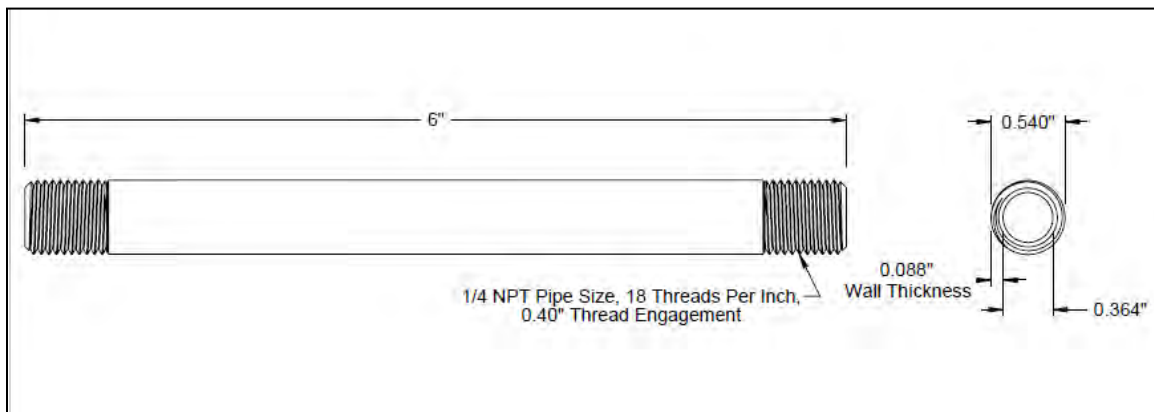 6"
0.540"
1/4 NPT Pipe Size, 18 Threads Per Inch,
0.40" Thread Engagement
0.088"
Wall Thickness
0.364"